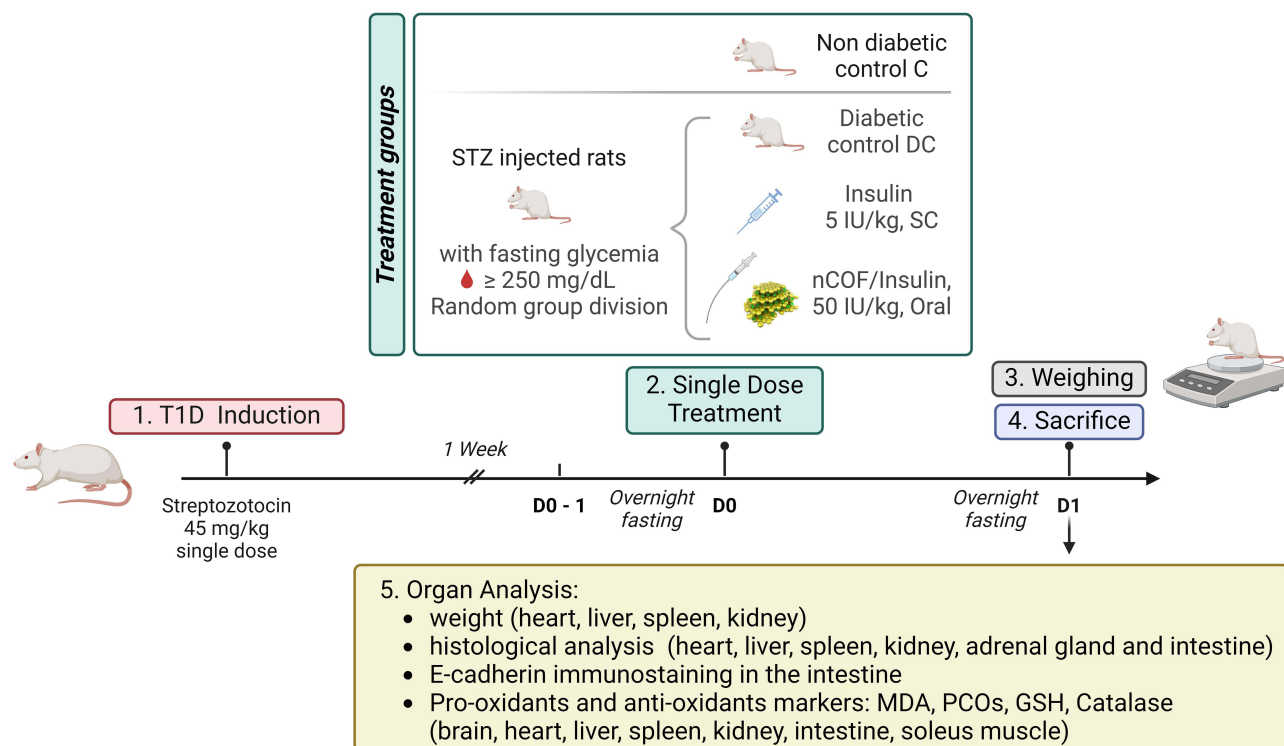 Treatment groups
Non diabetic
control C
STZ injected rats
with fasting glycemia
≥ 250 mg/dL
Random group division
Diabetic
control DC
Insulin
5 IU/kg, SC
nCOF/Insulin,
50 IU/kg, Oral
1. T1D Induction
2. Single Dose
Treatment
3. Weighing
4. Sacrifice
1 Week
Streptozotocin
45 mg/kg
single dose
D0 - 1
Overnight
fasting
D0
Overnight
fasting
D1
5. Organ Analysis:
• weight (heart, liver, spleen, kidney)
• histological analysis (heart, liver, spleen, kidney, adrenal gland and intestine)
• E-cadherin immunostaining in the intestine
• Pro-oxidants and anti-oxidants markers: MDA, PCOs, GSH, Catalase
(brain, heart, liver, spleen, kidney, intestine, soleus muscle)